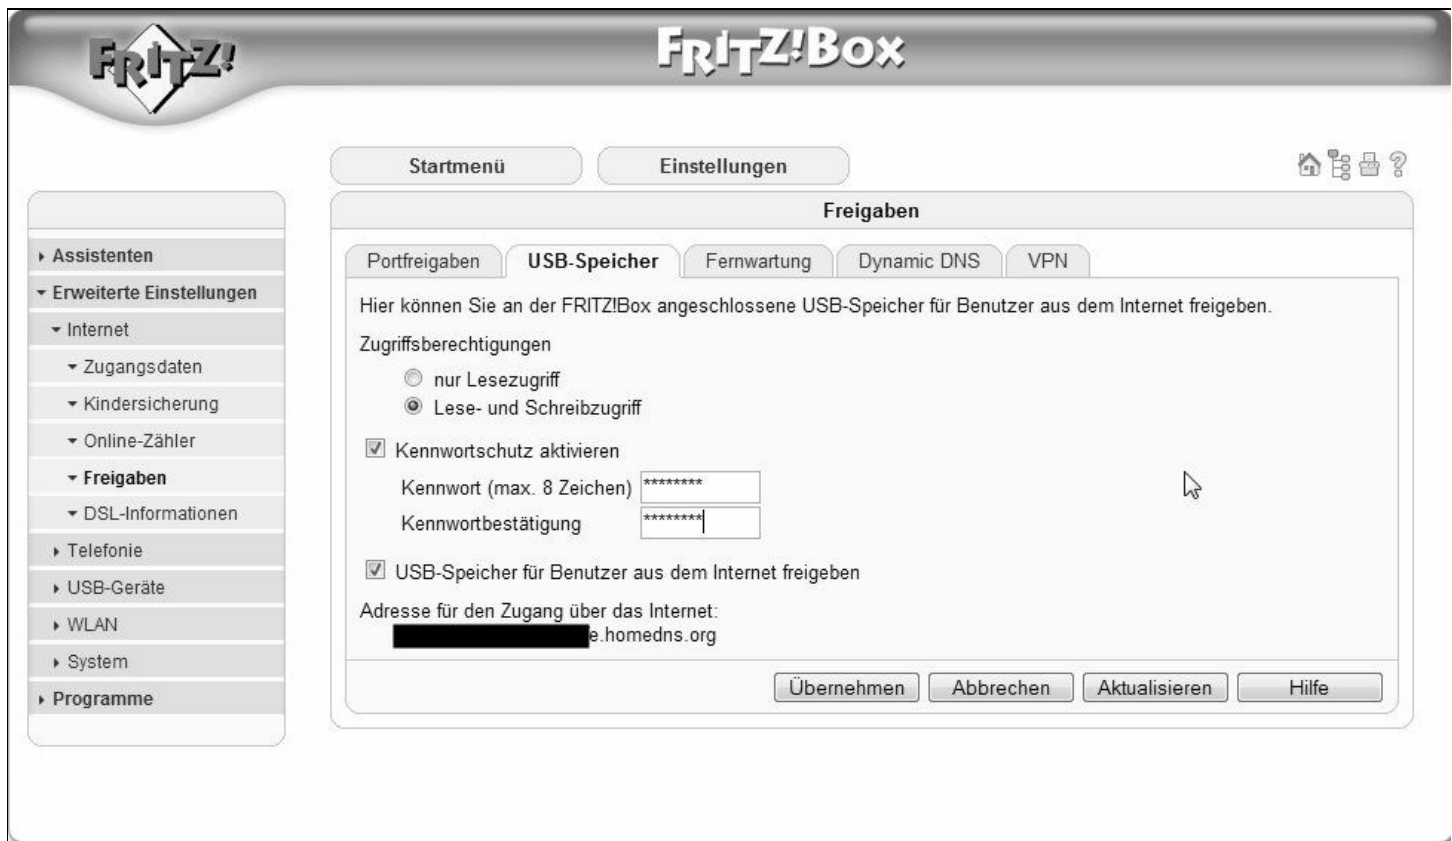 FRITZ!
FRITZ!Box
Startmenü
Einstellungen
Freigaben
Assistenten
Erweiterte Einstellungen
Internet
Zugangsdaten
Kindersicherung
Online-Zähler
Freigaben
DSL-Informationen
Telefonie
USB-Geräte
WLAN
System
Programme
Portfreigaben
USB-Speicher
Fernwartung
Dynamic DNS
VPN
Hier können Sie an der FRITZ!Box angeschlossene USB-Speicher für Benutzer aus dem Internet freigeben.
Zugriffsberechtigungen
nur Lesezugriff
Lese- und Schreibzugriff
Kennwortschutz aktivieren
Kennwort (max. 8 Zeichen) ********
Kennwortbestätigung ********
USB-Speicher für Benutzer aus dem Internet freigeben
Adresse für den Zugang über das Internet:
e.homedns.org
Übernehmen
Abbrechen
Aktualisieren
Hilfe